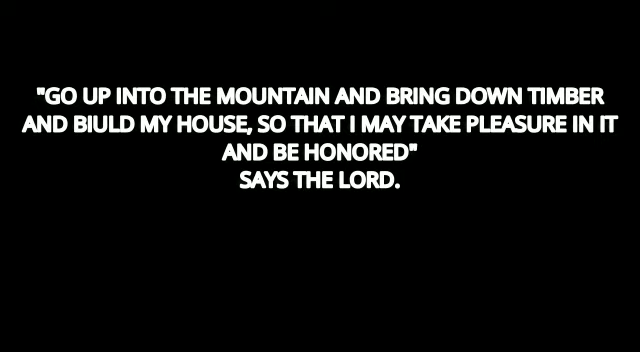 "GO UP INTO THE MOUNTAIN AND BRING DOWN TIMBER
AND BIULD MY HOUSE, SO THAT I MAY TAKE PLEASURE IN IT
AND BE HONORED"
SAYS THE LORD.